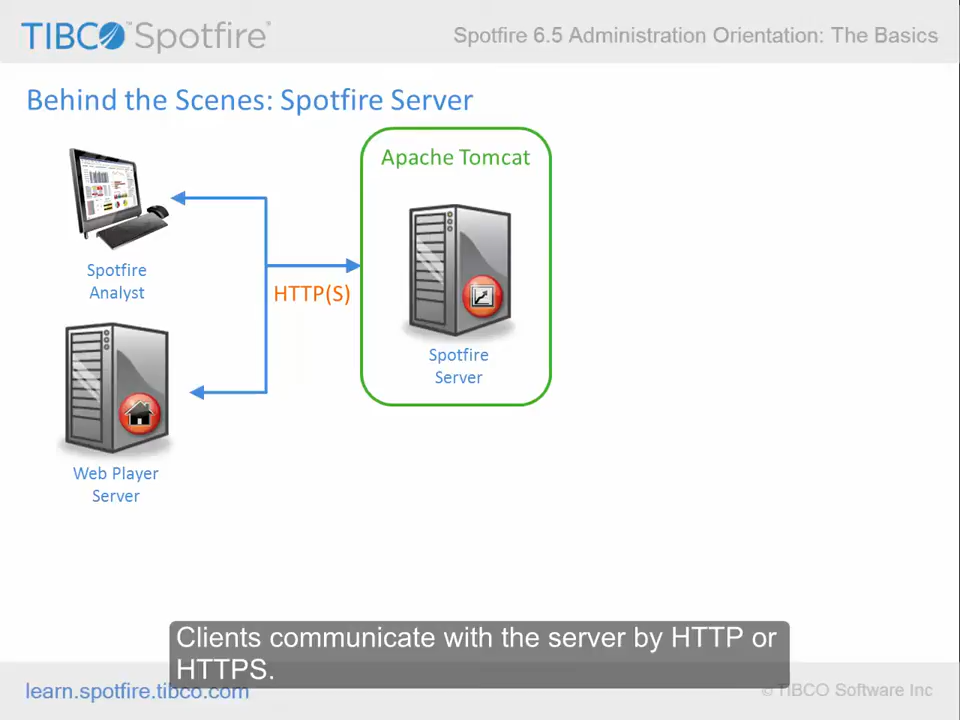 TIBCO™ Spotfire®
Spotfire 6.5 Administration Orientation: The Basics
Behind the Scenes: Spotfire Server
Apache Tomcat
Spotfire
Analyst
HTTP(S)
Spotfire
Server
Web Player
Server
Clients communicate with the server by HTTP or
HTTPS.
learn.spotfire.tibco.com
© TIBCO Software Inc